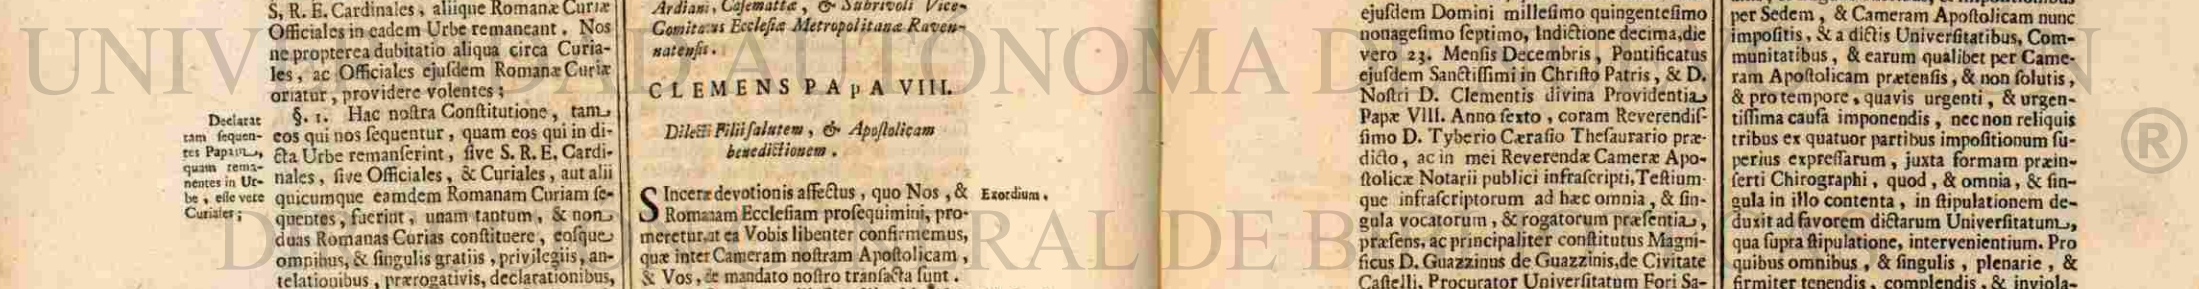 S. R. E. Cardinales, aliique Romanæ Curiæ
Officiales in eadem Urbe remaneant. Nos
ne propterea dubitatio aliqua circa Curia-
les, ac Officiales ejuſdem Romanæ Curiæ
oriatur, providere volentes;
§. 1. Hac noſtra Conſtitutione, tam
eos qui nos ſequentur, quam eos qui in di-
cta Urbe remanſerint, ſive S. R. E. Cardi-
nales, ſive Officiales, & Curiales, aut alii
quicumque eamdem Romanam Curiam ſe-
quentes, fuerint, unam tantum, & non
duas Romanas Curias conſtituere, eoſque
omnibus, & ſingulis gratiis, privilegiis, an-
telationibus, prærogativis, declarationibus,
Declarat
tam ſequen-
tes Papam,
quam rema-
nentes in Ur-
be, eſſe vere
Curiales;
Ardiani, Caſemattæ, & Subrivoli Vice-
Comitatus Eccleſiæ Metropolitanæ Raven-
natenſis.
CLEMENS PApA VIII.
Dilecti Filii ſalutem, & Apoſtolicam
benedictionem.
SInceræ devotionis affectus, quo Nos, &
Romanam Eccleſiam proſequimini, pro-
meretur, ut ea Vobis libenter confirmemus,
quæ inter Cameram noſtram Apoſtolicam,
& Vos, de mandato noſtro tranſacta ſunt.
Exordium.
ejuſdem Domini milleſimo quingenteſimo
nonageſimo ſeptimo, Indictione decima, die
vero 23. Menſis Decembris, Pontificatus
ejuſdem Sanctiſſimi in Chriſto Patris, & D.
Noſtri D. Clementis divina Providentia
Papæ VIII. Anno ſexto, coram Reverendiſ-
ſimo D. Tyberio Cæraſio Theſaurario præ-
dicto, ac in mei Reverendæ Cameræ Apo-
ſtolicæ Notarii publici infraſcripti, Teſtium-
que infraſcriptorum ad hæc omnia, & ſin-
gula vocatorum, & rogatorum præſentia,
præſens, ac principaliter conſtitutus Magni-
ficus D. Guazzinus de Guazzinis, de Civitate
Caſtelli, Procurator Univerſitatum Fori Sa-
per Sedem, & Cameram Apoſtolicam nunc
impoſitis, & a dictis Univerſitatibus, Com-
munitatibus, & earum qualibet per Came-
ram Apoſtolicam prætenſis, & non ſolutis,
& pro tempore, quavis urgenti, & urgen-
tiſſima cauſa imponendis, nec non reliquis
tribus ex quatuor partibus impoſitionum ſu-
perius expreſſarum, juxta formam præin-
ſerti Chirographi, quod, & omnia, & ſin-
gula in illo contenta, in ſtipulationem de-
duxit ad favorem dictarum Univerſitatum,
qua ſupra ſtipulatione, intervenientium. Pro
quibus omnibus, & ſingulis, plenarie, &
firmiter tenendis, complendis, & inviola-